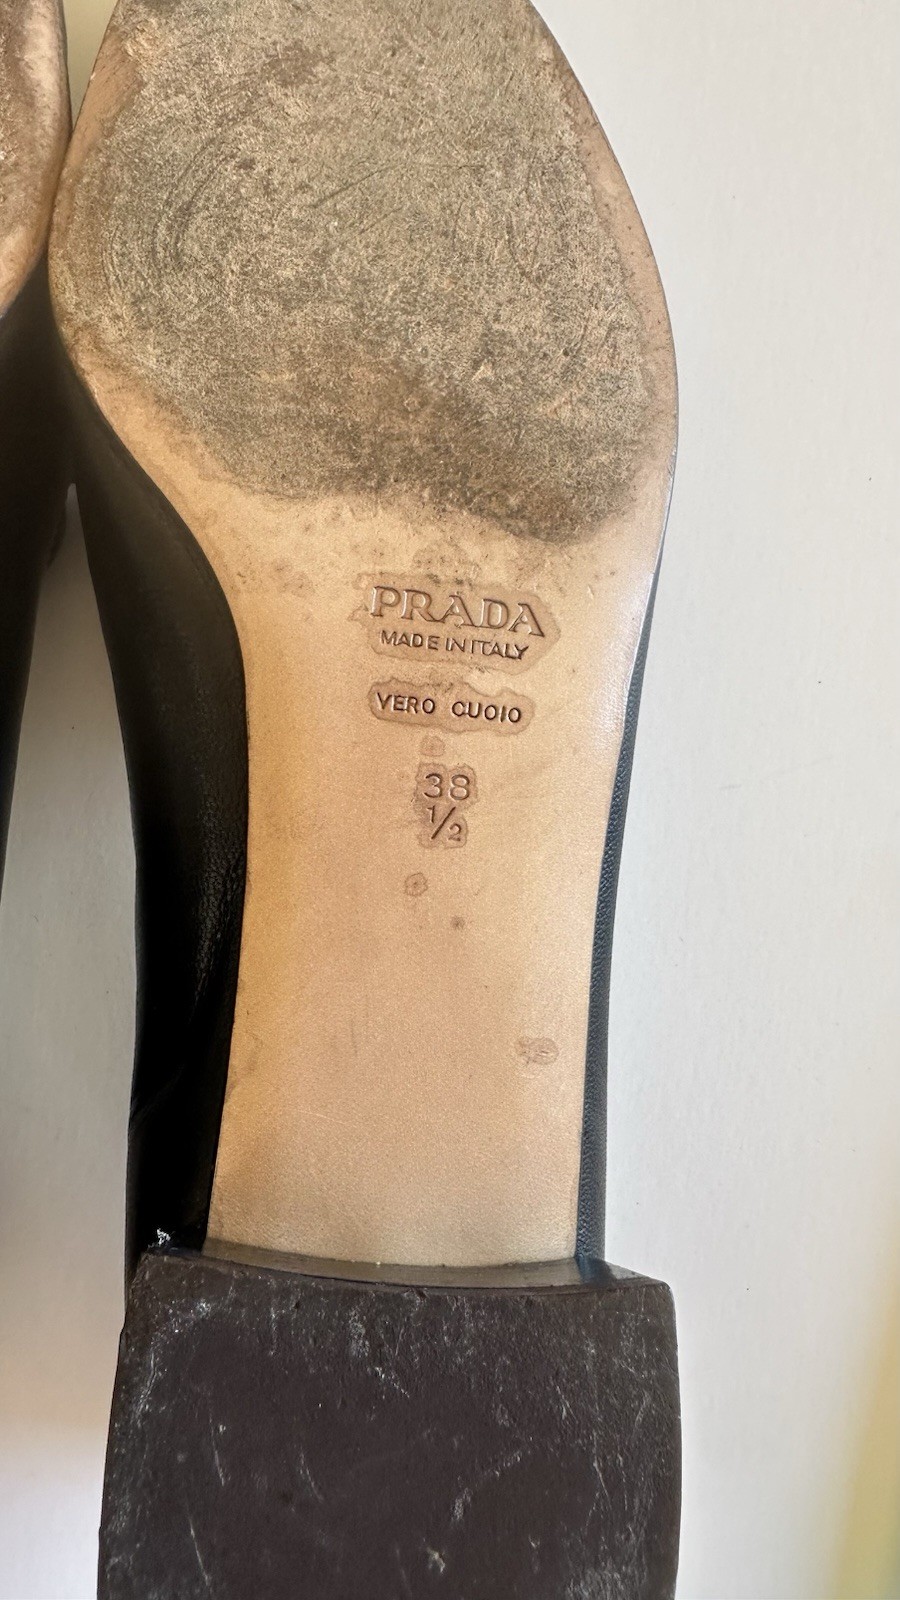 PRADA
MADE IN ITALY
VERO CUOIO
38
1/2